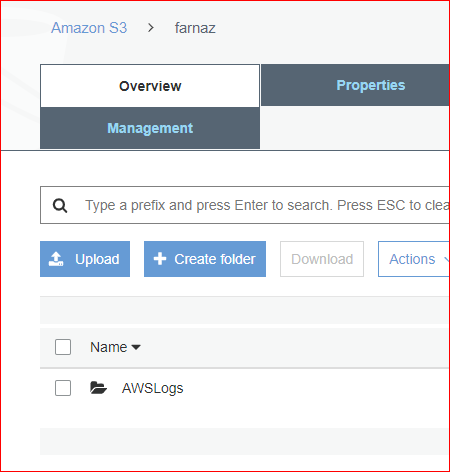 Amazon S3 > farnaz
Overview
Properties
Management
Type a prefix and press Enter to search. Press ESC to clea
Upload
Create folder
Download
Actions
Name
AWSLogs